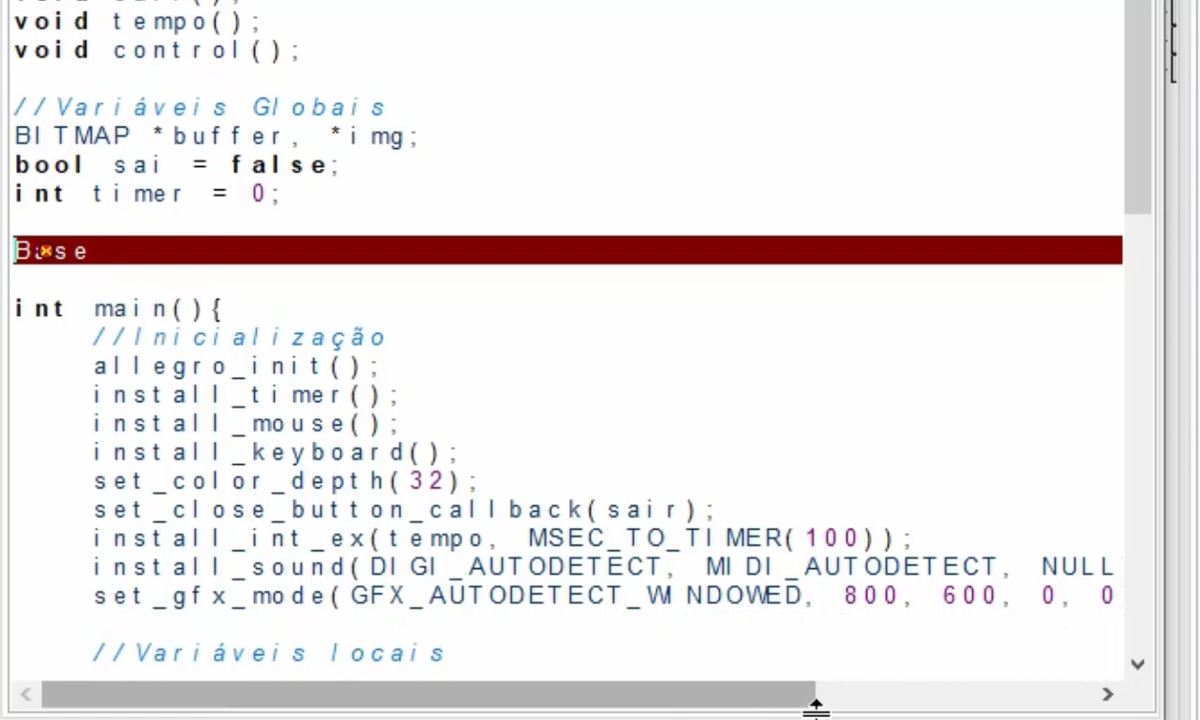 void tempo();
void control();
//Variáveis Globais
BITMAP *buffer, *img;
bool sai = false;
int timer = 0;
Base
int main(){
//Inicialização
allegro_init();
install_timer();
install_mouse();
install_keyboard();
set_color_depth(32);
set_close_button_callback(sair);
install_int_ex(tempo, MSEC_TO_TIMER(100));
install_sound(DIGI_AUTODETECT, MIDI_AUTODETECT, NULL
set_gfx_mode(GFX_AUTODETECT_WINDOWED, 800, 600, 0, 0
//Variáveis locais